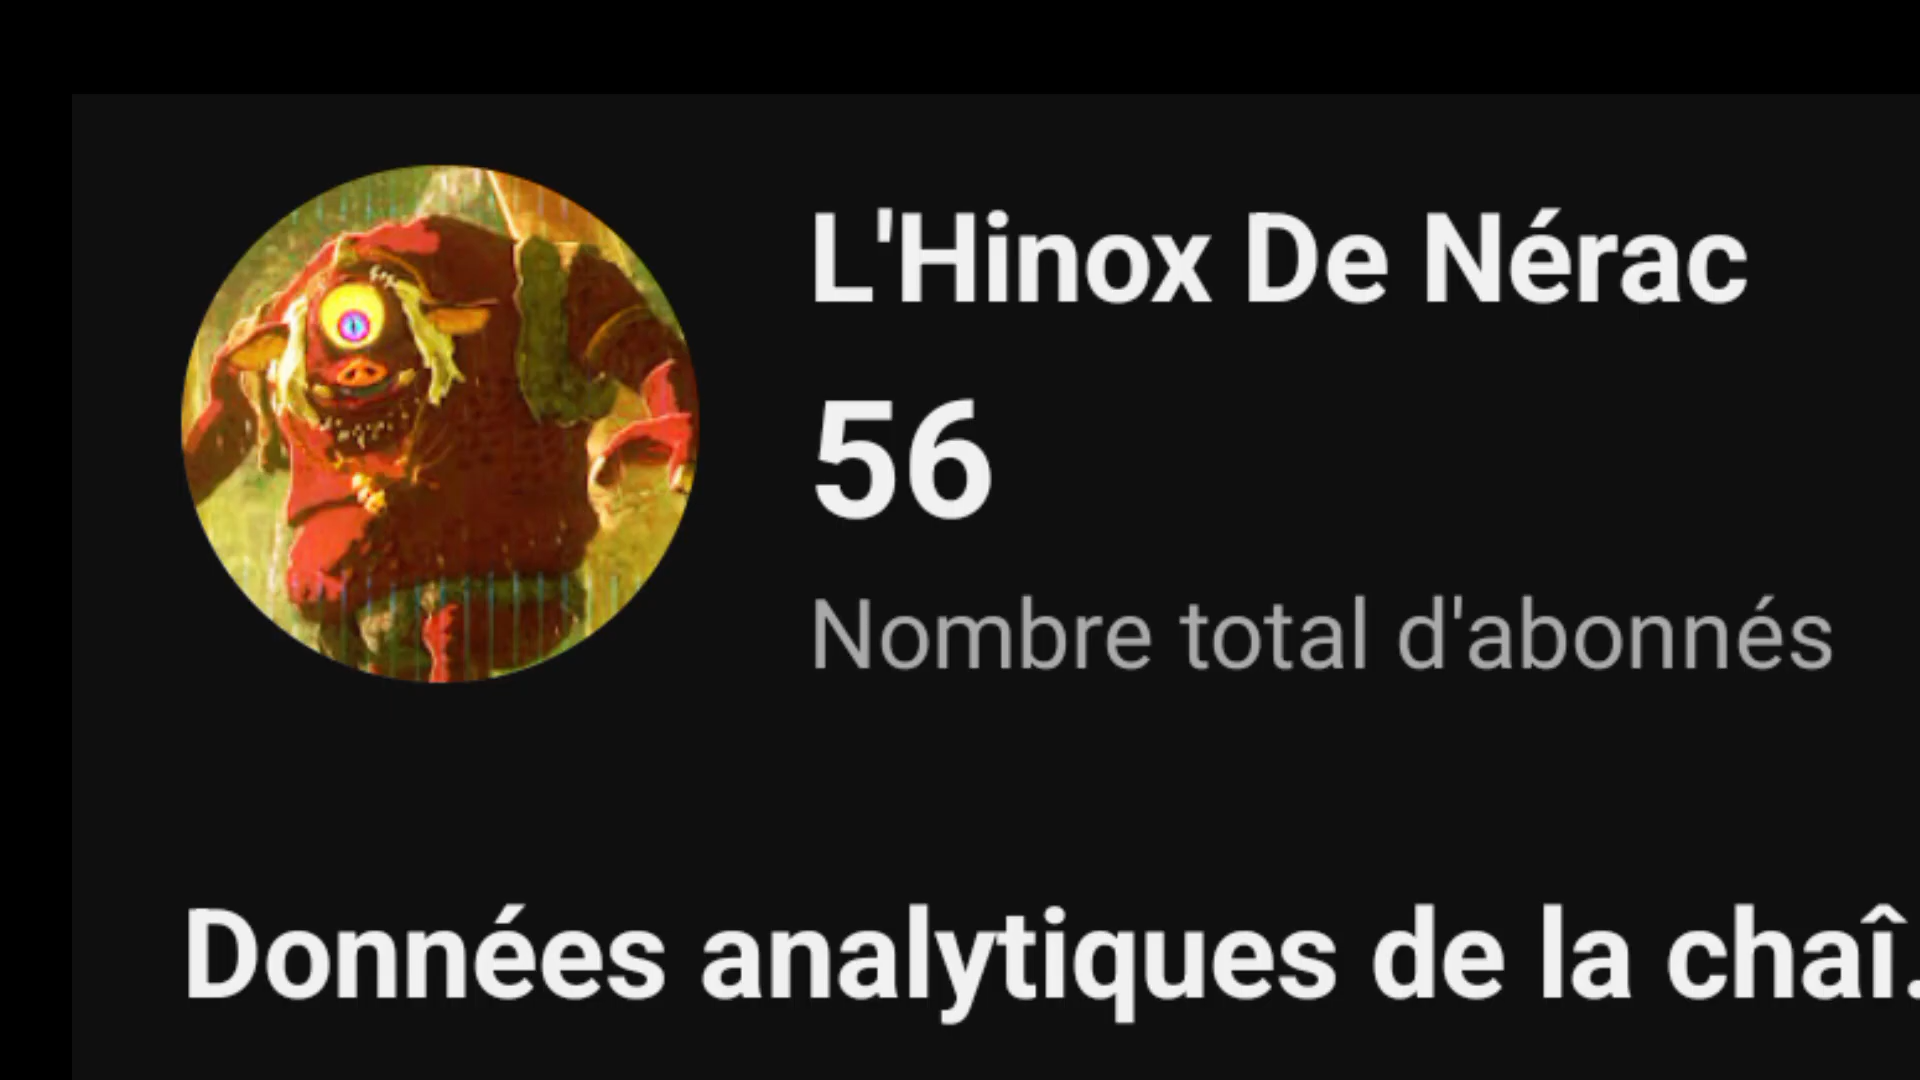 L'Hinox De Nérac
56
Nombre total d'abonnés
Données analytiques de la chaî.